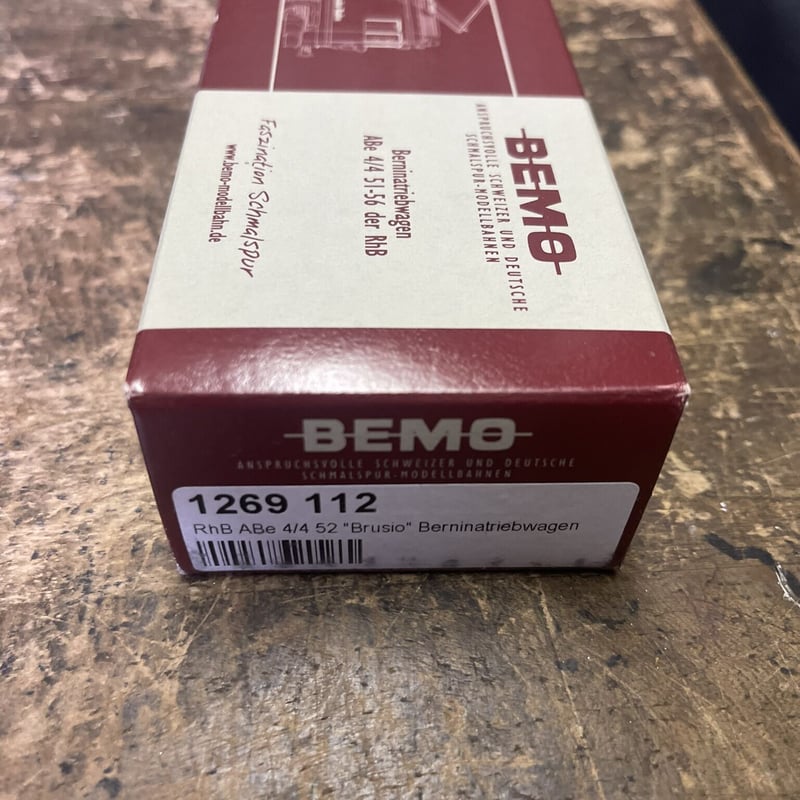 BEMO
ANSPRUCHSVOLLE SCHWEIZER UND DEUTSCHE
SCHMALSPUR-MODELLBAHNEN
Berninatriebwagen
ABe 4/4 51-56 der RhB
Faszination Schmalspur
www.bemo-modellbahn.de
BEMO
ANSPRUCHSVOLLE SCHWEIZER UND DEUTSCHE
SCHMALSPUR-MODELLBAHNEN
1269 112
RhB ABe 4/4 52 "Brusio" Berninatriebwagen